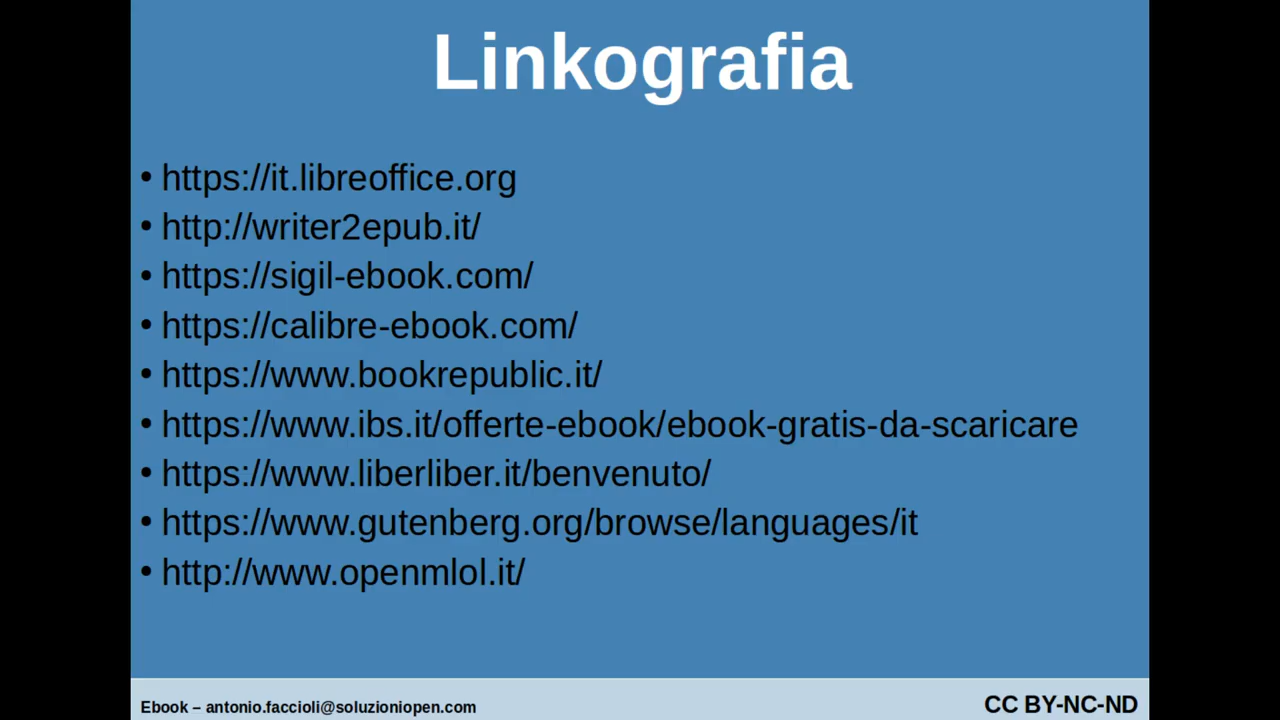 Linkografia
• https://it.libreoffice.org
• http://writer2epub.it/
• https://sigil-ebook.com/
• https://calibre-ebook.com/
• https://www.bookrepublic.it/
• https://www.ibs.it/offerte-ebook/ebook-gratis-da-scaricare
• https://www.liberliber.it/benvenuto/
• https://www.gutenberg.org/browse/languages/it
• http://www.openmlol.it/
Ebook – antonio.faccioli@soluzioniopen.com
CC BY-NC-ND